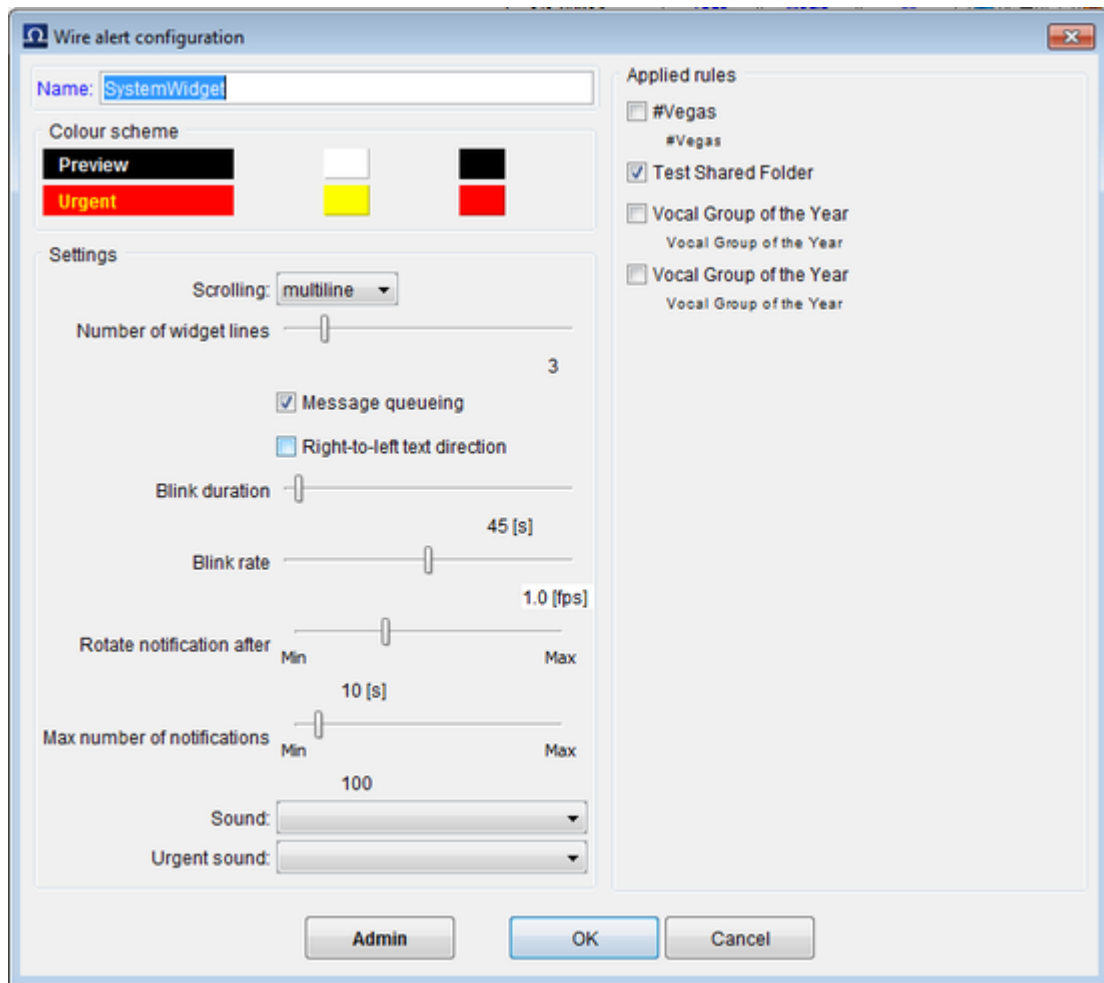 Wire alert configuration
Name: SystemWidget
Colour scheme
Preview
Urgent
Settings
Scrolling: multiline
Number of widget lines
3
Message queueing
Right-to-left text direction
Blink duration
45 [s]
Blink rate
1.0 [fps]
Rotate notification after
Min Max
10 [s]
Max number of notifications
Min Max
100
Sound:
Urgent sound:
Applied rules
#Vegas
#Vegas
Test Shared Folder
Vocal Group of the Year
Vocal Group of the Year
Vocal Group of the Year
Vocal Group of the Year
Admin OK Cancel